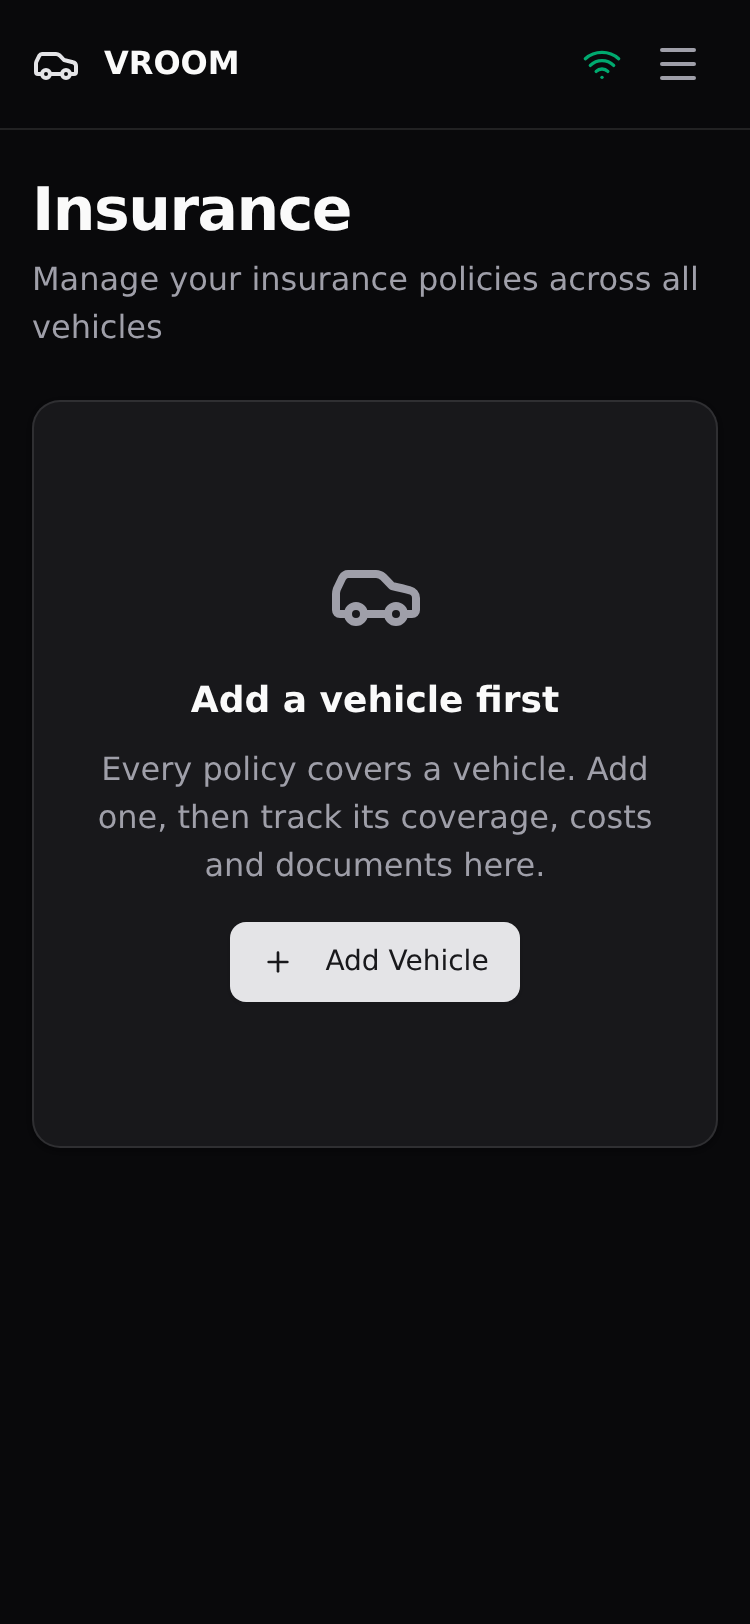 VROOM
Insurance
Manage your insurance policies across all
vehicles
Add a vehicle first
Every policy covers a vehicle. Add
one, then track its coverage, costs
and documents here.
Add Vehicle